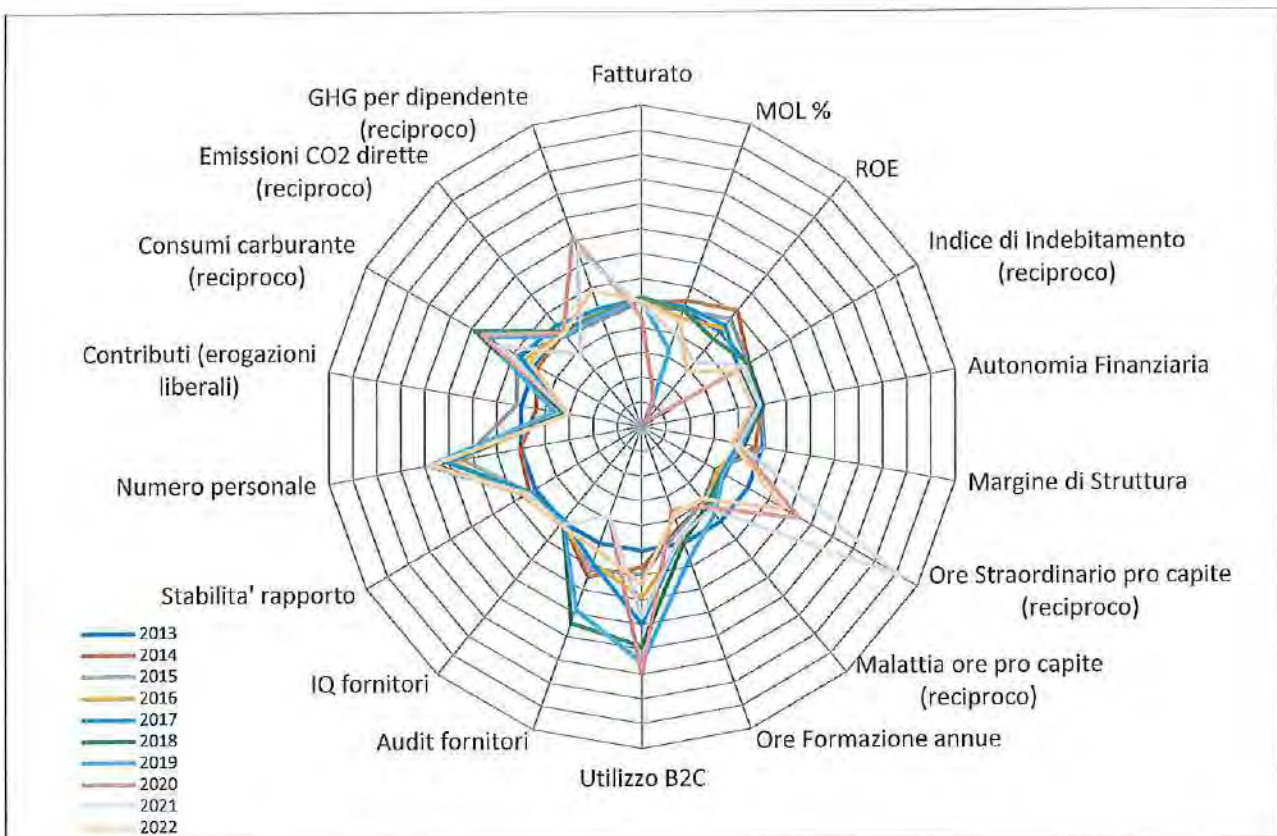 Fatturato
MOL %
ROE
Indice di Indebitamento
(reciproco)
Autonomia Finanziaria
Margine di Struttura
Ore Straordinario pro capite
(reciproco)
Malattia ore pro capite
(reciproco)
Ore Formazione annue
Utilizzo B2C
Audit fornitori
IQ fornitori
Stabilita' rapporto
Numero personale
Contributi (erogazioni
liberali)
Consumi carburante
(reciproco)
Emissioni CO2 dirette
(reciproco)
GHG per dipendente
(reciproco)
2013
2014
2015
2016
2017
2018
2019
2020
2021
2022